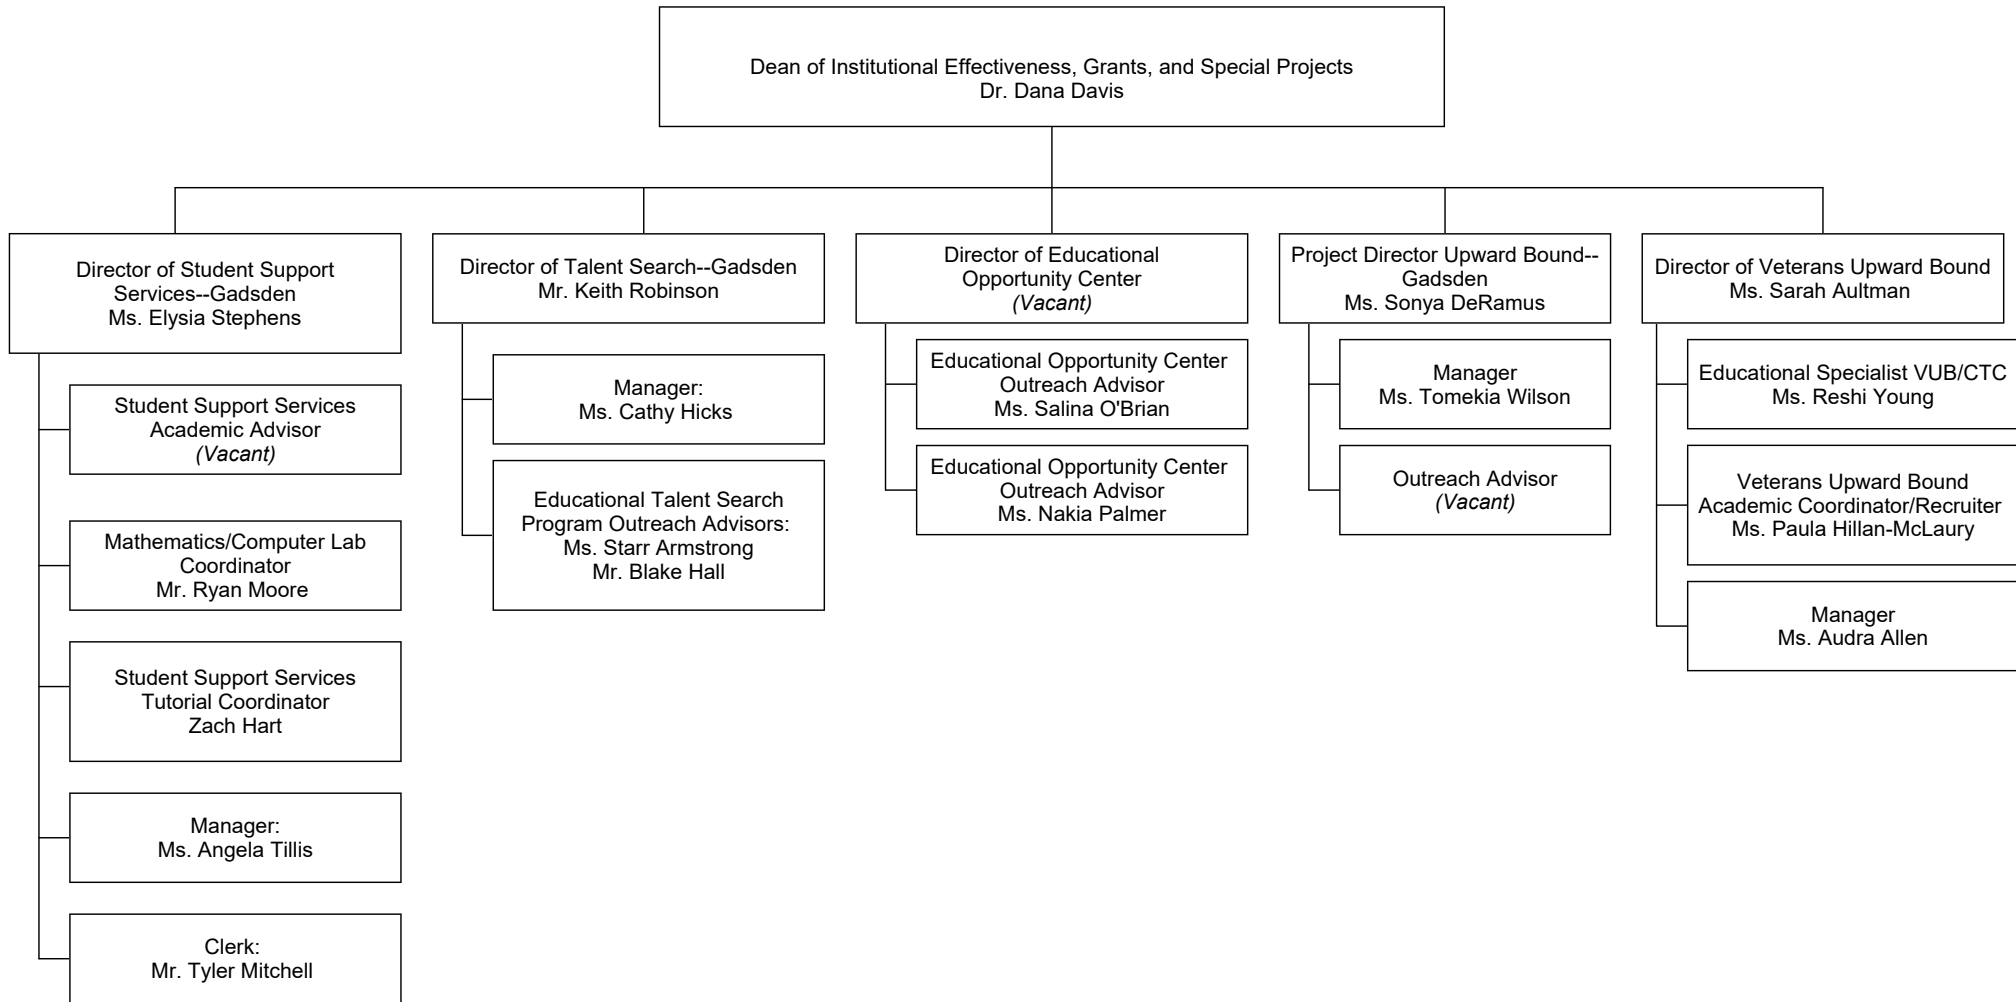 Dean of Institutional Effectiveness, Grants, and Special Projects
Dr. Dana Davis
Director of Student Support
Services--Gadsden
Ms. Elysia Stephens
Student Support Services
Academic Advisor
(Vacant)
Mathematics/Computer Lab
Coordinator
Mr. Ryan Moore
Student Support Services
Tutorial Coordinator
Zach Hart
Manager:
Ms. Angela Tillis
Clerk:
Mr. Tyler Mitchell
Director of Talent Search--Gadsden
Mr. Keith Robinson
Manager:
Ms. Cathy Hicks
Educational Talent Search
Program Outreach Advisors:
Ms. Starr Armstrong
Mr. Blake Hall
Director of Educational
Opportunity Center
(Vacant)
Educational Opportunity Center
Outreach Advisor
Ms. Salina O'Brian
Educational Opportunity Center
Outreach Advisor
Ms. Nakia Palmer
Project Director Upward Bound--
Gadsden
Ms. Sonya DeRamus
Manager
Ms. Tomekia Wilson
Outreach Advisor
(Vacant)
Director of Veterans Upward Bound
Ms. Sarah Aultman
Educational Specialist VUB/CTC
Ms. Reshi Young
Veterans Upward Bound
Academic Coordinator/Recruiter
Ms. Paula Hillan-McLaury
Manager
Ms. Audra Allen